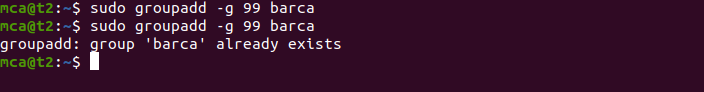 mca@t2:~$ sudo groupadd -g 99 barca
mca@t2:~$ sudo groupadd -g 99 barca
groupadd: group 'barca' already exists
mca@t2:~$